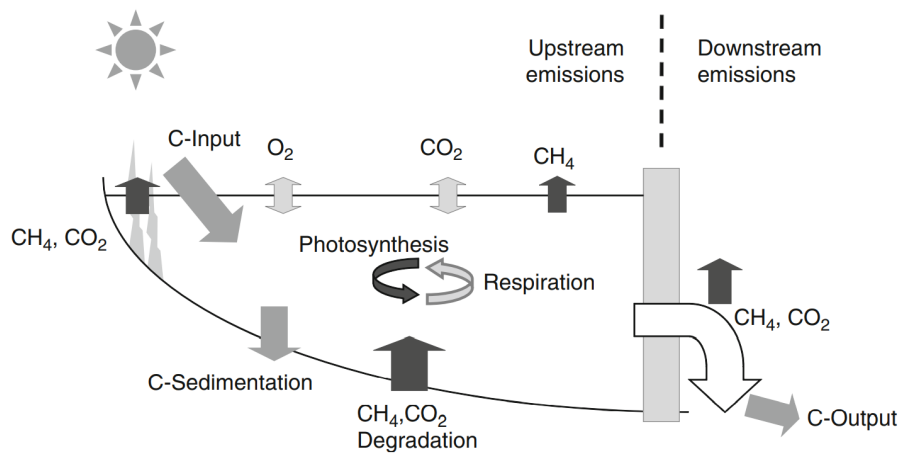 Upstream
emissions
Downstream
emissions
C-Input
O₂
CO₂
CH₄
CH₄, CO₂
Photosynthesis
Respiration
CH₄, CO₂
C-Sedimentation
CH₄,CO₂
Degradation
C-Output